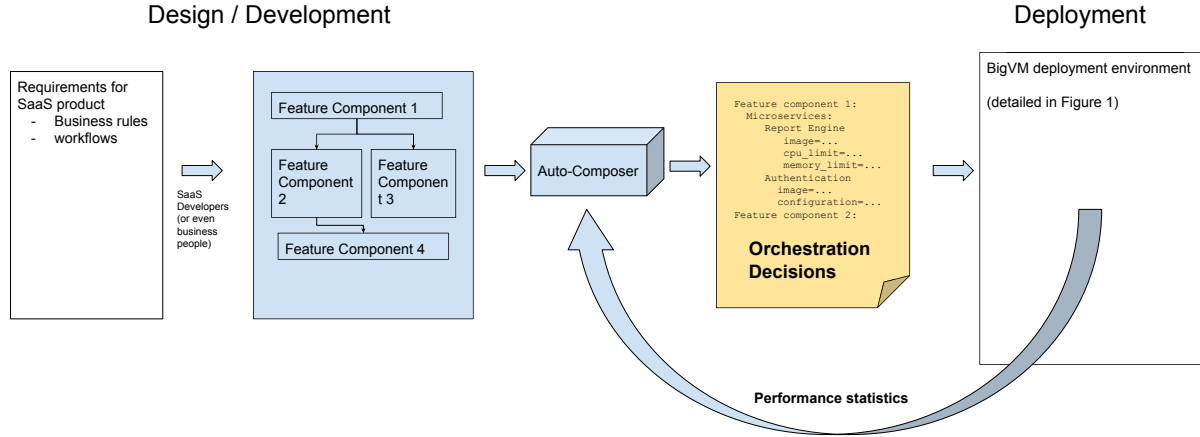 Design / Development
Deployment
Requirements for
SaaS product
- Business rules
- workflows
SaaS
Developers
(or even
business
people)
Feature Component 1
Feature
Component
2
Feature
Componen
t 3
Feature Component 4
Auto-Composer
Feature component 1:
Microservices:
Report Engine
image=...
cpu_limit=...
memory_limit=...
Authentication
image=...
configuration=...
Feature component 2:
Orchestration
Decisions
BigVM deployment environment
(detailed in Figure 1)
Performance statistics